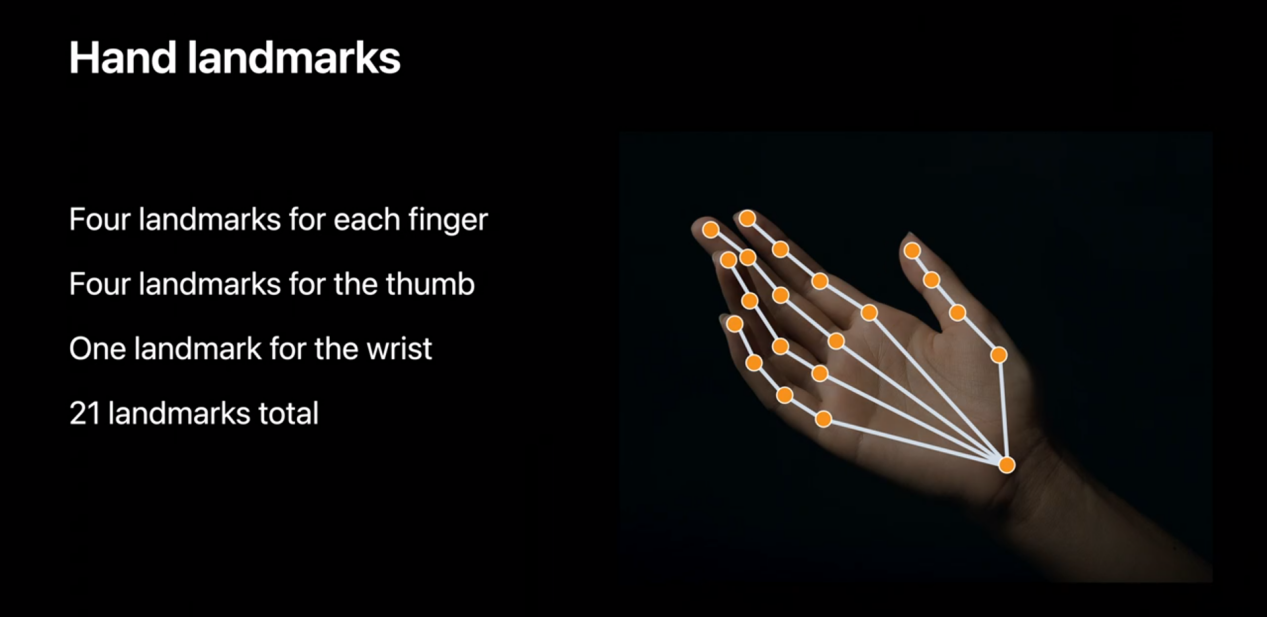 Hand landmarks
Four landmarks for each finger
Four landmarks for the thumb
One landmark for the wrist
21 landmarks total